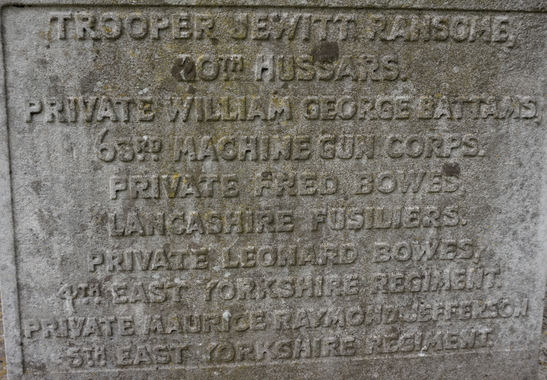 TROOPER JEWITT RANSOME,
20TH HUSSARS.
PRIVATE WILLIAM GEORGE BATTAMS,
63RD MACHINE GUN CORPS.
PRIVATE FRED BOWES,
LANCASHIRE FUSILIERS.
PRIVATE LEONARD BOWES,
4TH EAST YORKSHIRE REGIMENT.
PRIVATE MAURICE RAYMOND JEFFERSON
5TH EAST YORKSHIRE REGIMENT.